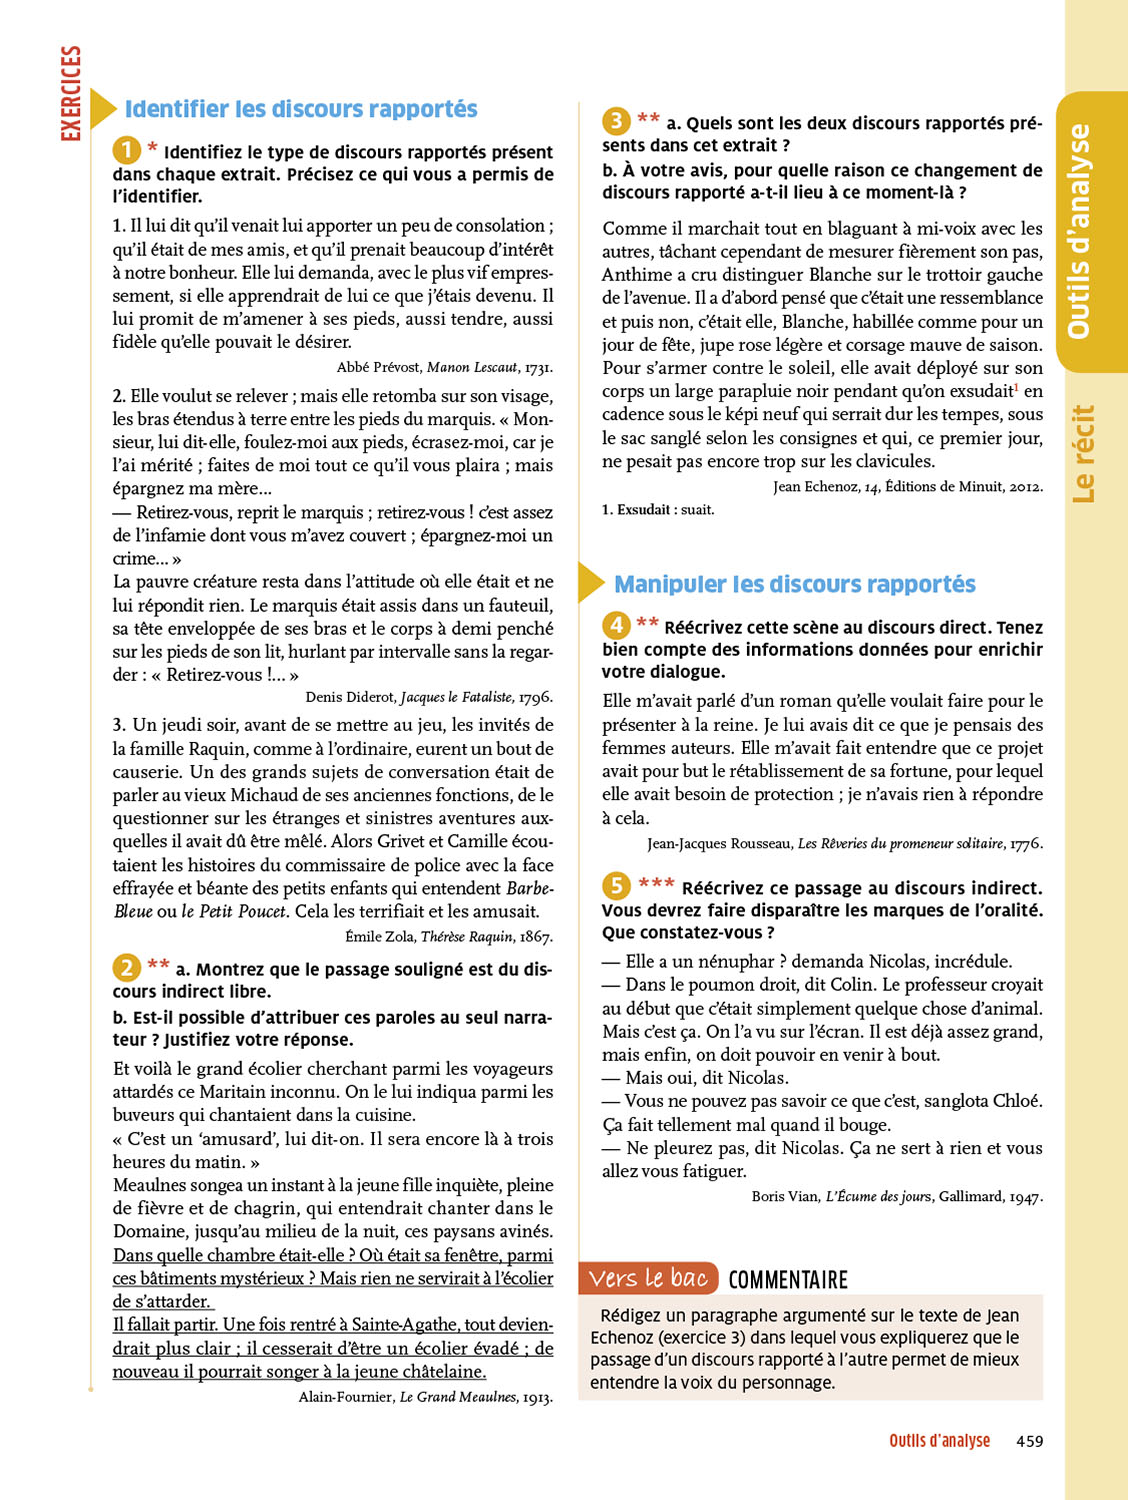 EXERCICES
Identifier les discours rapportés
1 * Identifiez le type de discours rapportés présent
dans chaque extrait. Précisez ce qui vous a permis de
l'identifier.
1. Il lui dit qu'il venait lui apporter un peu de consolation ;
qu'il était de mes amis, et qu'il prenait beaucoup d'intérêt
à notre bonheur. Elle lui demanda, avec le plus vif empres-
sement, si elle apprendrait de lui ce que j'étais devenu. Il
lui promit de m'amener à ses pieds, aussi tendre, aussi
fidèle qu'elle pouvait le désirer.
Abbé Prévost, Manon Lescaut, 1731.
2. Elle voulut se relever ; mais elle retomba sur son visage,
les bras étendus à terre entre les pieds du marquis. « Mon-
sieur, lui dit-elle, foulez-moi aux pieds, écrasez-moi, car je
l'ai mérité ; faites de moi tout ce qu'il vous plaira ; mais
épargnez ma mère...
— Retirez-vous, reprit le marquis ; retirez-vous ! c'est assez
de l'infamie dont vous m'avez couvert ; épargnez-moi un
crime... »
La pauvre créature resta dans l'attitude où elle était et ne
lui répondit rien. Le marquis était assis dans un fauteuil,
sa tête enveloppée de ses bras et le corps à demi penché
sur les pieds de son lit, hurlant par intervalle sans la regar-
der : « Retirez-vous !... »
Denis Diderot, Jacques le Fataliste, 1796.
3. Un jeudi soir, avant de se mettre au jeu, les invités de
la famille Raquin, comme à l'ordinaire, eurent un bout de
causerie. Un des grands sujets de conversation était de
parler au vieux Michaud de ses anciennes fonctions, de le
questionner sur les étranges et sinistres aventures aux-
quelles il avait dû être mêlé. Alors Grivet et Camille écou-
taient les histoires du commissaire de police avec la face
effrayée et béante des petits enfants qui entendent Barbe-
Bleue ou le Petit Poucet. Cela les terrifiait et les amusait.
Émile Zola, Thérèse Raquin, 1867.
2 ** a. Montrez que le passage souligné est du dis-
cours indirect libre.
b. Est-il possible d'attribuer ces paroles au seul narra-
teur ? Justifiez votre réponse.
Et voilà le grand écolier cherchant parmi les voyageurs
attardés ce Maritain inconnu. On le lui indiqua parmi les
buveurs qui chantaient dans la cuisine.
« C'est un 'amusard', lui dit-on. Il sera encore là à trois
heures du matin. »
Meaulnes songea un instant à la jeune fille inquiète, pleine
de fièvre et de chagrin, qui entendrait chanter dans le
Domaine, jusqu'au milieu de la nuit, ces paysans avinés.
Dans quelle chambre était-elle ? Où était sa fenêtre, parmi
ces bâtiments mystérieux ? Mais rien ne servirait à l'écolier
de s'attarder.
Il fallait partir. Une fois rentré à Sainte-Agathe, tout devien-
drait plus clair ; il cesserait d'être un écolier évadé ; de
nouveau il pourrait songer à la jeune châtelaine.
Alain-Fournier, Le Grand Meaulnes, 1913.
3 ** a. Quels sont les deux discours rapportés pré-
sents dans cet extrait ?
b. À votre avis, pour quelle raison ce changement de
discours rapporté a-t-il lieu à ce moment-là ?
Comme il marchait tout en blaguant à mi-voix avec les
autres, tâchant cependant de mesurer fièrement son pas,
Anthime a cru distinguer Blanche sur le trottoir gauche
de l'avenue. Il a d'abord pensé que c'était une ressemblance
et puis non, c'était elle, Blanche, habillée comme pour un
jour de fête, jupe rose légère et corsage mauve de saison.
Pour s'armer contre le soleil, elle avait déployé sur son
corps un large parapluie noir pendant qu'on exsudait1 en
cadence sous le képi neuf qui serrait dur les tempes, sous
le sac sanglé selon les consignes et qui, ce premier jour,
ne pesait pas encore trop sur les clavicules.
Jean Echenoz, 14, Éditions de Minuit, 2012.
1. Exsudait : suait.
Manipuler les discours rapportés
4 ** Réécrivez cette scène au discours direct. Tenez
bien compte des informations données pour enrichir
votre dialogue.
Elle m'avait parlé d'un roman qu'elle voulait faire pour le
présenter à la reine. Je lui avais dit ce que je pensais des
femmes auteurs. Elle m'avait fait entendre que ce projet
avait pour but le rétablissement de sa fortune, pour lequel
elle avait besoin de protection ; je n'avais rien à répondre
à cela.
Jean-Jacques Rousseau, Les Rêveries du promeneur solitaire, 1776.
5 *** Réécrivez ce passage au discours indirect.
Vous devrez faire disparaître les marques de l'oralité.
Que constatez-vous ?
— Elle a un nénuphar ? demanda Nicolas, incrédule.
— Dans le poumon droit, dit Colin. Le professeur croyait
au début que c'était simplement quelque chose d'animal.
Mais c'est ça. On l'a vu sur l'écran. Il est déjà assez grand,
mais enfin, on doit pouvoir en venir à bout.
— Mais oui, dit Nicolas.
— Vous ne pouvez pas savoir ce que c'est, sanglota Chloé.
Ça fait tellement mal quand il bouge.
— Ne pleurez pas, dit Nicolas. Ça ne sert à rien et vous
allez vous fatiguer.
Boris Vian, L'Écume des jours, Gallimard, 1947.
Vers le bac COMMENTAIRE
Rédigez un paragraphe argumenté sur le texte de Jean
Echenoz (exercice 3) dans lequel vous expliquerez que le
passage d'un discours rapporté à l'autre permet de mieux
entendre la voix du personnage.
Outils d'analyse
Le récit
Outils d'analyse 459